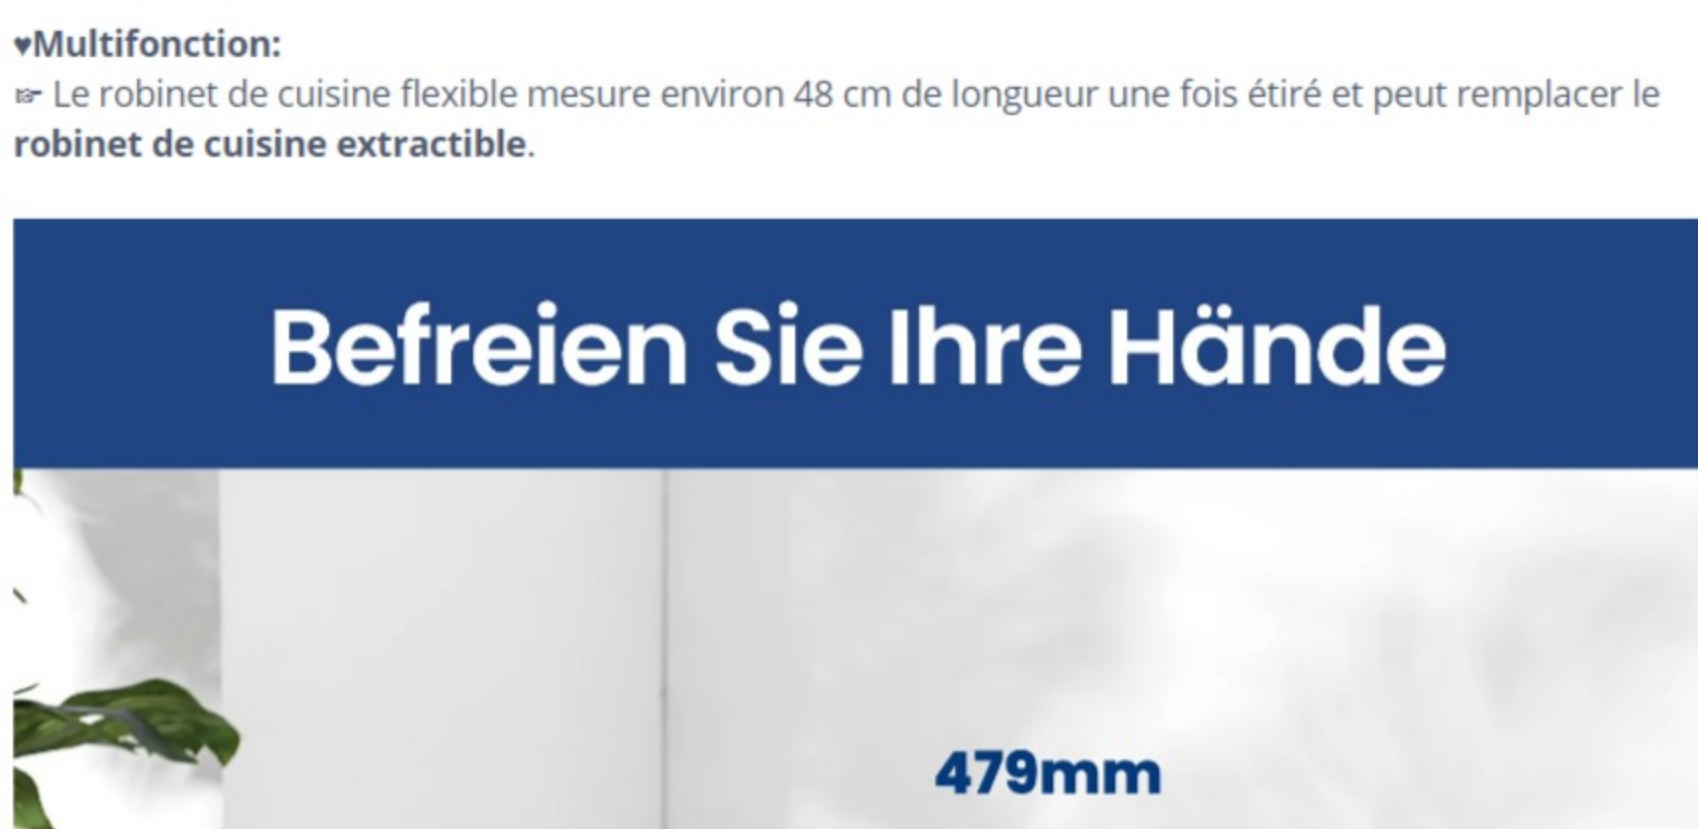 ♥Multifonction:
☞ Le robinet de cuisine flexible mesure environ 48 cm de longueur une fois étiré et peut remplacer le
robinet de cuisine extractible.
Befreien Sie Ihre Hände
479mm